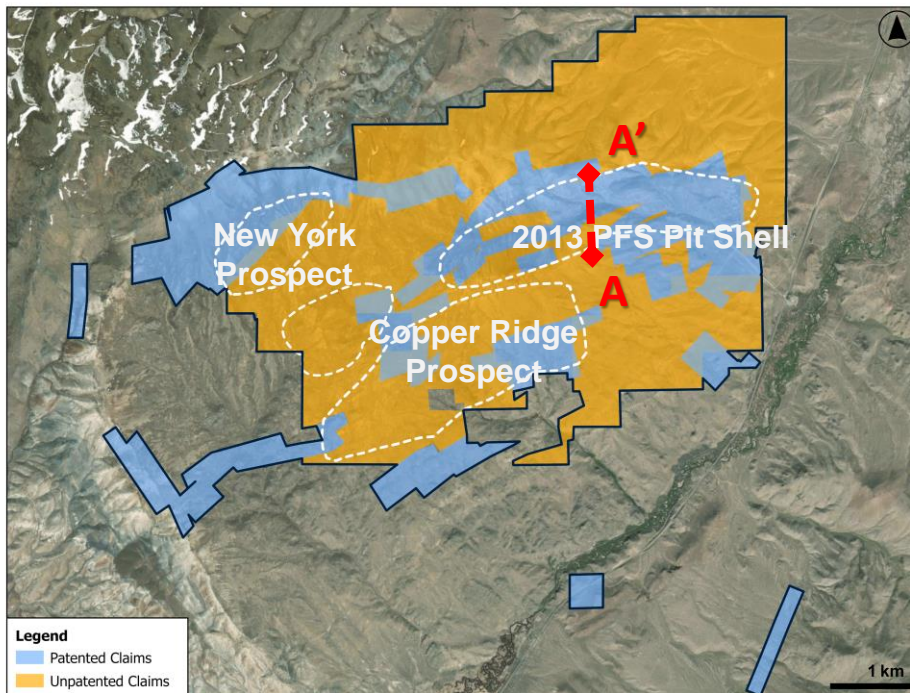 A’
New York
Prospect
2013 PFS Pit Shell
A
Copper Ridge
Prospect
Legend
Patented Claims
Unpatented Claims
1 km